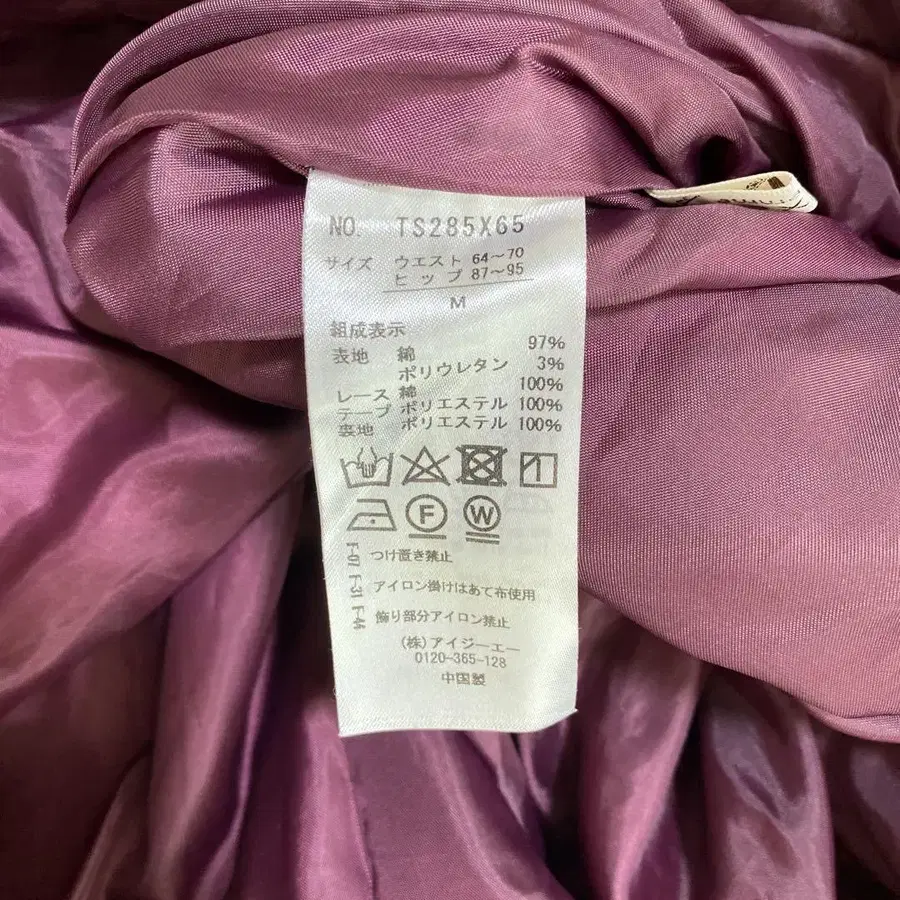 NO. TS285X65
サイズ ウエスト 64~70
ヒップ 87~95
M
組成表示
表地 綿 97%
ポリウレタン 3%
レース 綿 100%
テープ ポリエステル 100%
裏地 ポリエステル 100%
F W
F-07 つけ置き禁止
F-31 アイロン掛けはあて布使用
F-44 飾り部分アイロン禁止
(株)アイジーエー
0120-365-128
中国製